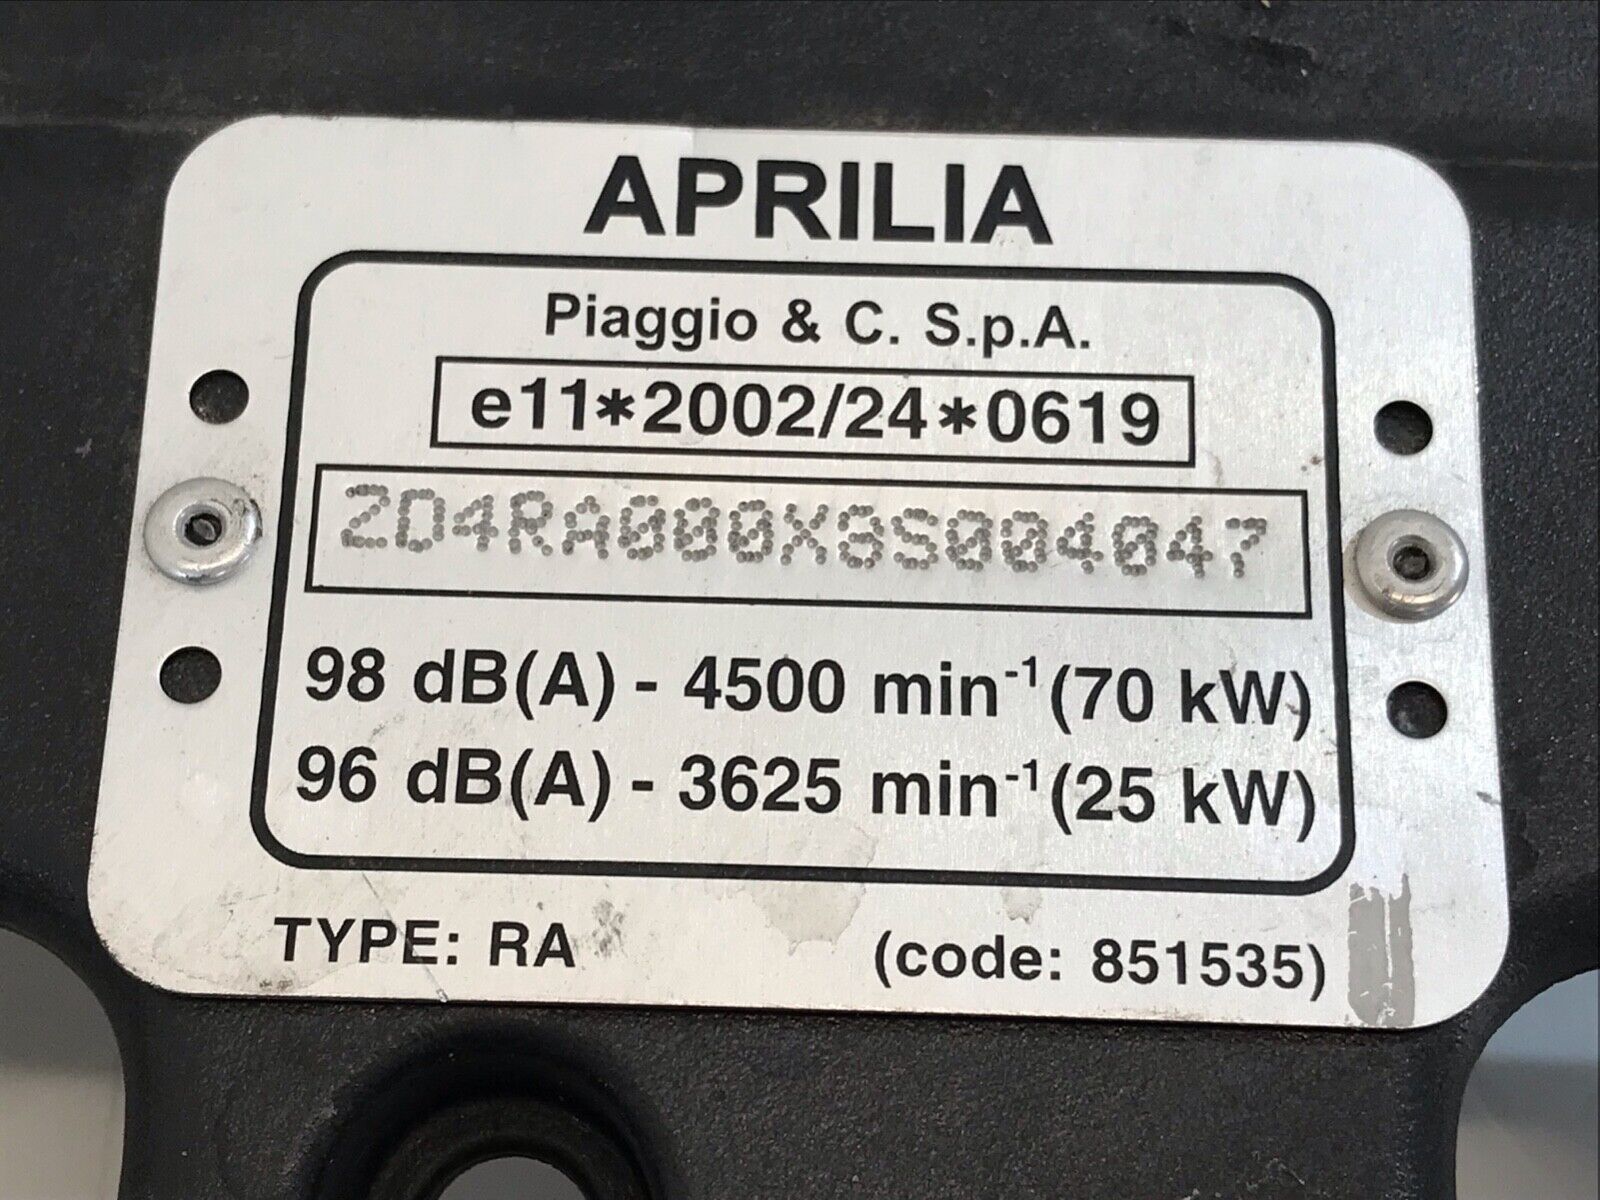 APRILIA
Piaggio & C. S.p.A.
e11*2002/24*0619
ZD4RA000X8S004047
98 dB(A) - 4500 min⁻¹ (70 kW)
96 dB(A) - 3625 min⁻¹ (25 kW)
TYPE: RA (code: 851535)